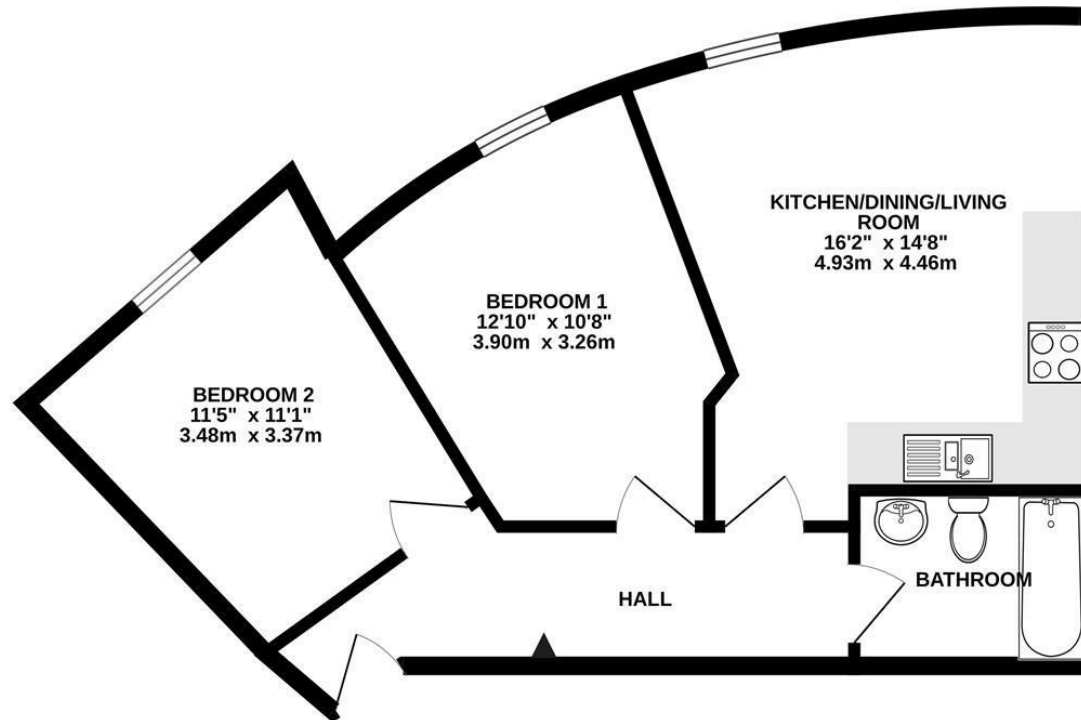 KITCHEN/DINING/LIVING
ROOM
16'2" x 14'8"
4.93m x 4.46m
BEDROOM 1
12'10" x 10'8"
3.90m x 3.26m
BEDROOM 2
11'5" x 11'1"
3.48m x 3.37m
HALL
BATHROOM